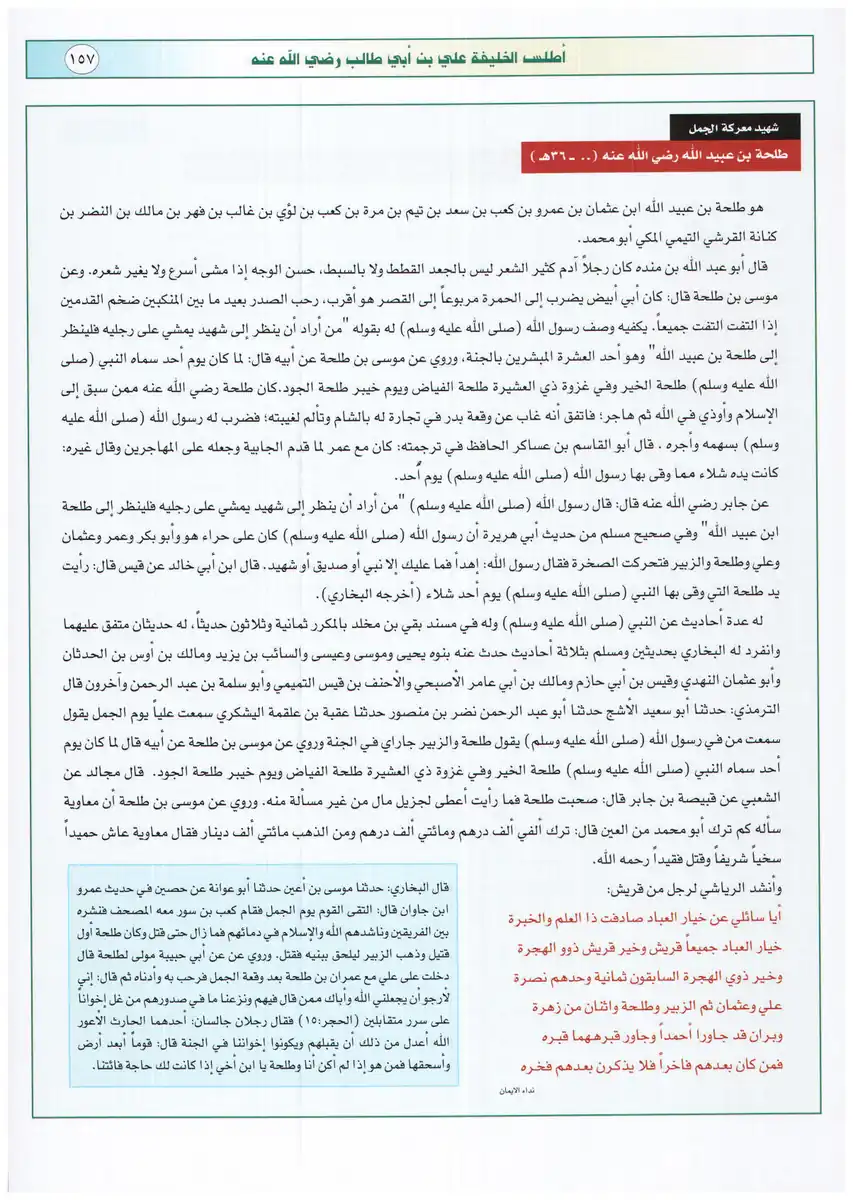 أطلس الخليفة علي بن أبي طالب رضي الله عنه
١٥٧
شهيد معركة الجمل
طلحة بن عبيد الله رضي الله عنه (.. - ٣٦هـ )
هو طلحة بن عبيد الله ابن عثمان بن عمرو بن كعب بن سعد بن تيم بن مرة بن كعب بن لؤي بن غالب بن فهر بن مالك بن النضر بن
كنانة القرشي التيمي المكي أبو محمد.
قال أبو عبد الله بن منده كان رجلاً آدم كثير الشعر ليس بالجعد القطط ولا بالسبط، حسن الوجه إذا مشى أسرع ولا يغير شعره. وعن
موسى بن طلحة قال: كان أبي أبيض يضرب إلى الحمرة مربوعاً إلى القصر هو أقرب، رحب الصدر بعيد ما بين المنكبين ضخم القدمين
إذا التفت التفت جميعاً. يكفيه وصف رسول الله (صلى الله عليه وسلم) له بقوله "من أراد أن ينظر إلى شهيد يمشي على رجليه فلينظر
إلى طلحة بن عبيد الله" وهو أحد العشرة المبشرين بالجنة، وروي عن موسى بن طلحة عن أبيه قال: لما كان يوم أحد سماه النبي (صلى
الله عليه وسلم) طلحة الخير وفي غزوة ذي العشيرة طلحة الفياض ويوم خيبر طلحة الجود.كان طلحة رضي الله عنه ممن سبق إلى
الإسلام وأوذي في الله ثم هاجر؛ فاتفق أنه غاب عن وقعة بدر في تجارة له بالشام وتألم لغيبته؛ فضرب له رسول الله (صلى الله عليه
وسلم) بسهمه وأجره . قال أبو القاسم بن عساكر الحافظ في ترجمته: كان مع عمر لما قدم الجابية وجعله على المهاجرين وقال غيره:
كانت يده شلاء مما وقى بها رسول الله (صلى الله عليه وسلم) يوم أُحد.
عن جابر رضي الله عنه قال: قال رسول الله (صلى الله عليه وسلم) "من أراد أن ينظر إلى شهيد يمشي على رجليه فلينظر إلى طلحة
ابن عبيد الله" وفي صحيح مسلم من حديث أبي هريرة أن رسول الله (صلى الله عليه وسلم) كان على حراء هو وأبو بكر وعمر وعثمان
وعلي وطلحة والزبير فتحركت الصخرة فقال رسول الله: إهدأ فما عليك إلا نبي أو صديق أو شهيد. قال ابن أبي خالد عن قيس قال: رأيت
يد طلحة التي وقى بها النبي (صلى الله عليه وسلم) يوم أحد شلاء (أخرجه البخاري).
له عدة أحاديث عن النبي (صلى الله عليه وسلم) وله في مسند بقي بن مخلد بالمكرر ثمانية وثلاثون حديثاً، له حديثان متفق عليهما
وانفرد له البخاري بحديثين ومسلم بثلاثة أحاديث حدث عنه بنوه يحيى وموسى وعيسى والسائب بن يزيد ومالك بن أوس بن الحدثان
وأبو عثمان النهدي وقيس بن أبي حازم ومالك بن أبي عامر الأصبحي والأحنف بن قيس التميمي وأبو سلمة بن عبد الرحمن وآخرون قال
الترمذي: حدثنا أبو سعيد الأشج حدثنا أبو عبد الرحمن نضر بن منصور حدثنا عقبة بن علقمة اليشكري سمعت علياً يوم الجمل يقول
سمعت من في رسول الله (صلى الله عليه وسلم) يقول طلحة والزبير جاراي في الجنة وروي عن موسى بن طلحة عن أبيه قال لما كان يوم
أحد سماه النبي (صلى الله عليه وسلم) طلحة الخير وفي غزوة ذي العشيرة طلحة الفياض ويوم خيبر طلحة الجود. قال مجالد عن
الشعبي عن قبيصة بن جابر قال: صحبت طلحة فما رأيت أعطى لجزيل مال من غير مسألة منه. وروي عن موسى بن طلحة أن معاوية
سأله كم ترك أبو محمد من العين قال: ترك ألفي ألف درهم ومائتي ألف درهم ومن الذهب مائتي ألف دينار فقال معاوية عاش حميداً
سخياً شريفاً وقتل فقيداً رحمه الله.
وأنشد الرياشي لرجل من قريش:
أيا سائلي عن خيار العباد صادفت ذا العلم والخبرة
خيار العباد جميعاً قريش وخير قريش ذوو الهجرة
وخير ذوي الهجرة السابقون ثمانية وحدهم نصرة
علي وعثمان ثم الزبير وطلحة واثنان من زهرة
وبران قد جاورا أحمداً وجاور قبرهما قبره
فمن كان بعدهم فاخراً فلا يذكرن بعدهم فخره
نداء الايمان
قال البخاري: حدثنا موسى بن أعين حدثنا أبو عوانة عن حصين في حديث عمرو
ابن جاوان قال: التقى القوم يوم الجمل فقام كعب بن سور معه المصحف فنشره
بين الفريقين وناشدهم الله والإسلام في دمائهم فما زال حتى قتل وكان طلحة أول
قتيل وذهب الزبير ليلحق ببنيه فقتل. وروي عن عن أبي حبيبة مولى لطلحة قال
دخلت على علي مع عمران بن طلحة بعد وقعة الجمل فرحب به وأدناه ثم قال: إني
لأرجو أن يجعلني الله وأباك ممن قال فيهم ونزعنا ما في صدورهم من غل إخواناً
على سرر متقابلين (الحجر:١٥) فقال رجلان جالسان: أحدهما الحارث الأعور
الله أعدل من ذلك أن يقبلهم ويكونوا إخواننا في الجنة قال: قوماً أبعد أرض
وأسحقها فمن هو إذا لم أكن أنا وطلحة يا ابن أخي إذا كانت لك حاجة فائتنا.